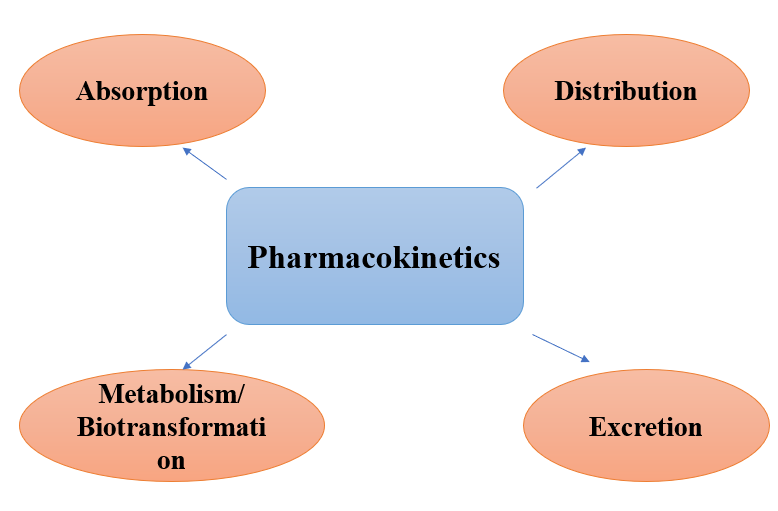 Absorption
Distribution
Pharmacokinetics
Metabolism/
Biotransformati
on
Excretion